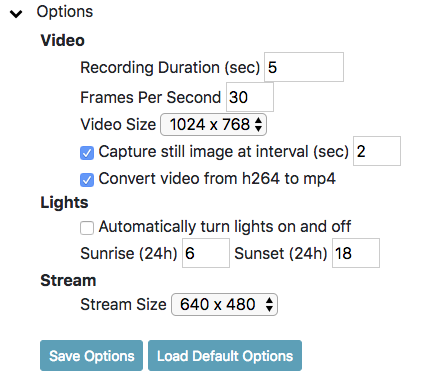 Options
Video
Recording Duration (sec) 5
Frames Per Second 30
Video Size 1024 x 768
Capture still image at interval (sec) 2
Convert video from h264 to mp4
Lights
Automatically turn lights on and off
Sunrise (24h) 6 Sunset (24h) 18
Stream
Stream Size 640 x 480
Save Options Load Default Options